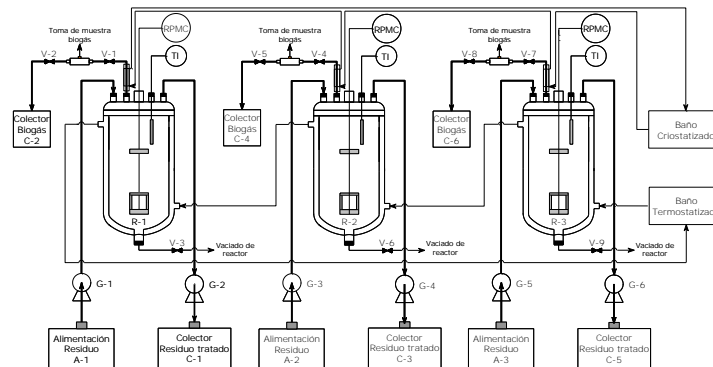 Toma de muestra
biogás
RPMC
TI
V-2
V-1
Colector
Biogás
C-2
R-1
V-3
Vaciado de
reactor
G-1
G-2
Alimentación
Residuo
A-1
Colector
Residuo tratado
C-1
Toma de muestra
biogás
RPMC
TI
V-5
V-4
Colector
Biogás
C-4
R-2
V-6
Vaciado de
reactor
G-3
G-4
Alimentación
Residuo
A-2
Colector
Residuo tratado
C-3
Toma de muestra
biogás
RPMC
TI
V-8
V-7
Colector
Biogás
C-6
R-3
V-9
Vaciado de
reactor
G-5
G-6
Alimentación
Residuo
A-3
Colector
Residuo tratado
C-5
Baño
Criostatizado
Baño
Termostatizado